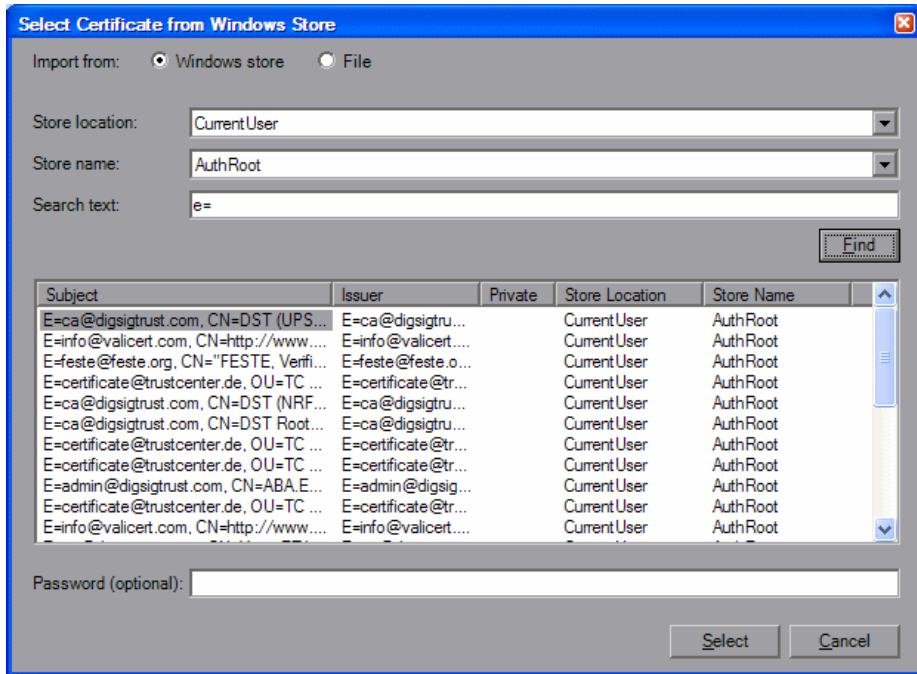 Select Certificate from Windows Store
Import from: Windows store File
Store location: CurrentUser
Store name: AuthRoot
Search text: e=
Find
Subject Issuer Private Store Location Store Name
E=ca@digsigtrust.com, CN=DST (UPS... E=ca@digsigtru... CurrentUser AuthRoot
E=info@valicert.com, CN=http://www.... E=info@valicert.... CurrentUser AuthRoot
E=feste@feste.org, CN="FESTE, Verifi... E=feste@feste.o... CurrentUser AuthRoot
E=certificate@trustcenter.de, OU=TC ... E=certificate@tr... CurrentUser AuthRoot
E=ca@digsigtrust.com, CN=DST (NRF... E=ca@digsigtru... CurrentUser AuthRoot
E=ca@digsigtrust.com, CN=DST Root... E=ca@digsigtru... CurrentUser AuthRoot
E=certificate@trustcenter.de, OU=TC ... E=certificate@tr... CurrentUser AuthRoot
E=certificate@trustcenter.de, OU=TC ... E=certificate@tr... CurrentUser AuthRoot
E=admin@digsigtrust.com, CN=ABA.E... E=admin@digsig... CurrentUser AuthRoot
E=certificate@trustcenter.de, OU=TC ... E=certificate@tr... CurrentUser AuthRoot
E=info@valicert.com, CN=http://www.... E=info@valicert.... CurrentUser AuthRoot
Password (optional):
Select Cancel